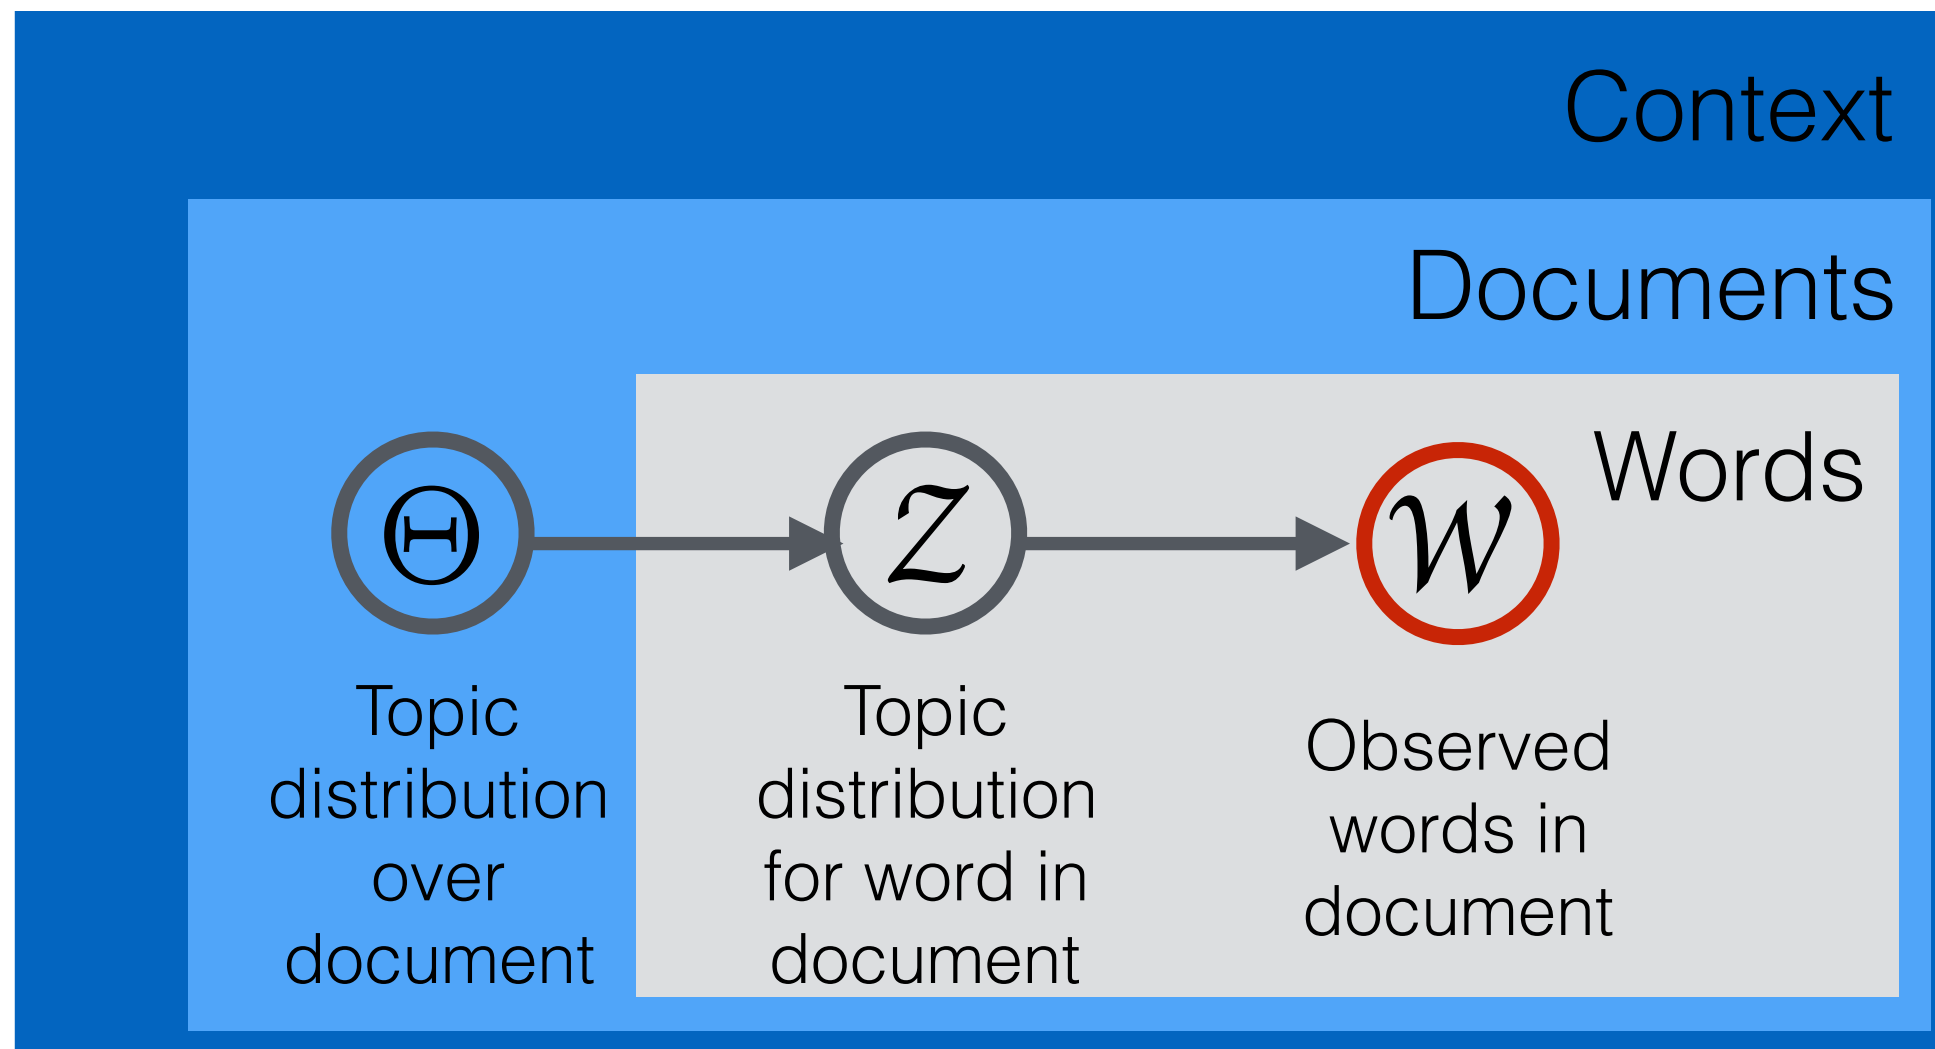 Context
Documents
Words
Θ
Z
W
Topic
distribution
over
document
Topic
distribution
for word in
document
Observed
words in
document